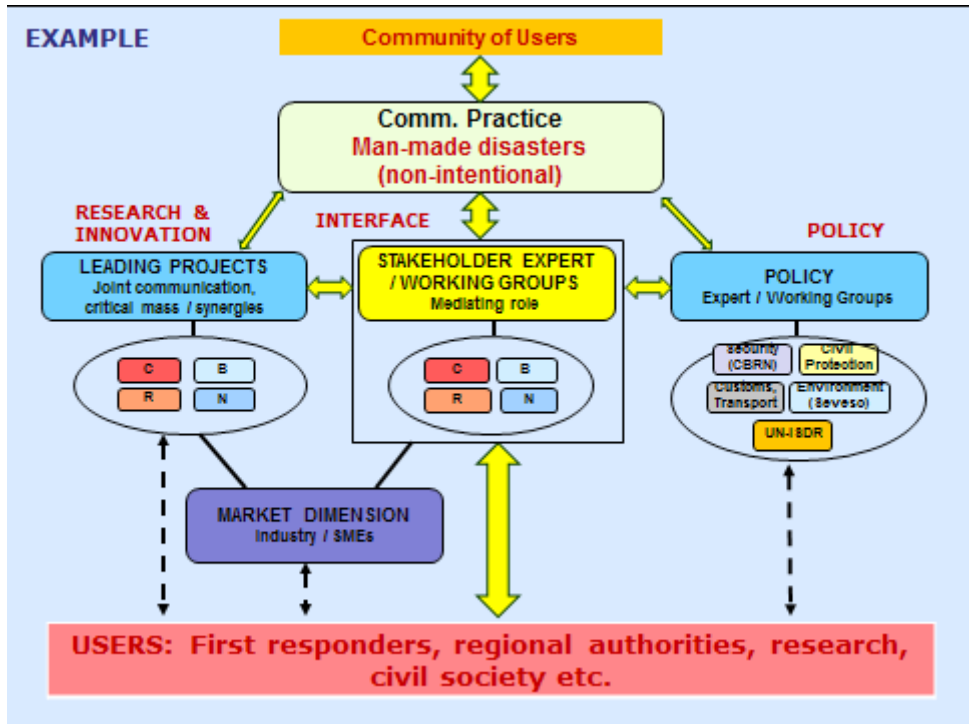 EXAMPLE
Community of Users
Comm. Practice
Man-made disasters
(non-intentional)
RESEARCH &
INNOVATION
INTERFACE
POLICY
LEADING PROJECTS
Joint communication,
critical mass / synergies
STAKEHOLDER EXPERT
/ WORKING GROUPS
Mediating role
POLICY
Expert / Working Groups
C
B
R
N
C
B
R
N
Security
(CBRN)
Civil
Protection
Customs,
Transport
Environment
(Seveso)
UN-ISDR
MARKET DIMENSION
Industry / SMEs
USERS: First responders, regional authorities, research,
civil society etc.